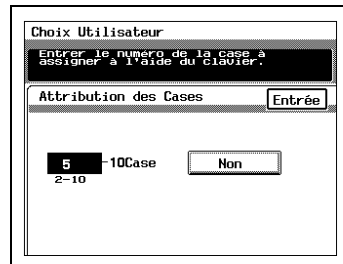 Choix Utilisateur
Entrer le numéro de la case à
assigner à l'aide du clavier.
Attribution des Cases
Entrée
5 -10Case Non
2-10